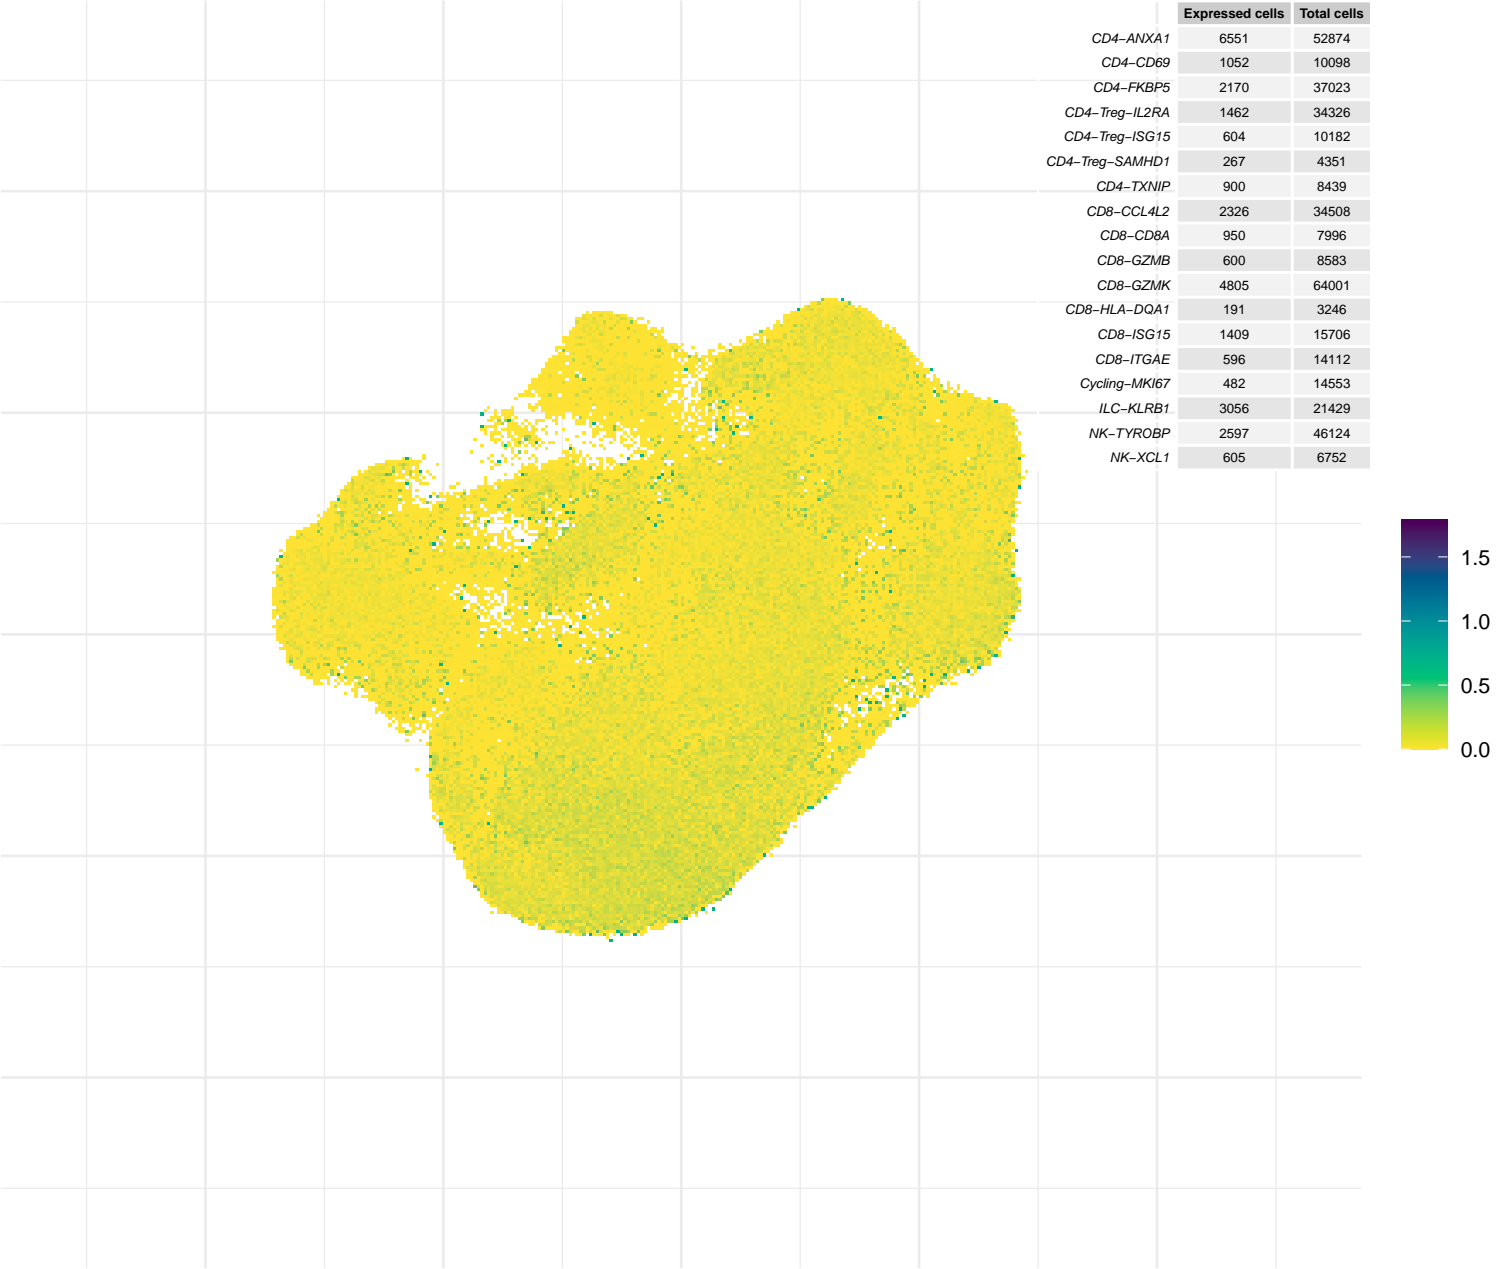 Expressed cells Total cells
CD4−ANXA1 6551 52874
CD4−CD69 1052 10098
CD4−FKBP5 2170 37023
CD4−Treg−IL2RA 1462 34326
CD4−Treg−ISG15 604 10182
CD4−Treg−SAMHD1 267 4351
CD4−TXNIP 900 8439
CD8−CCL4L2 2326 34508
CD8−CD8A 950 7996
CD8−GZMB 600 8583
CD8−GZMK 4805 64001
CD8−HLA−DQA1 191 3246
CD8−ISG15 1409 15706
CD8−ITGAE 596 14112
Cycling−MKI67 482 14553
ILC−KLRB1 3056 21429
NK−TYROBP 2597 46124
NK−XCL1 605 6752
1.5
1.0
0.5
0.0